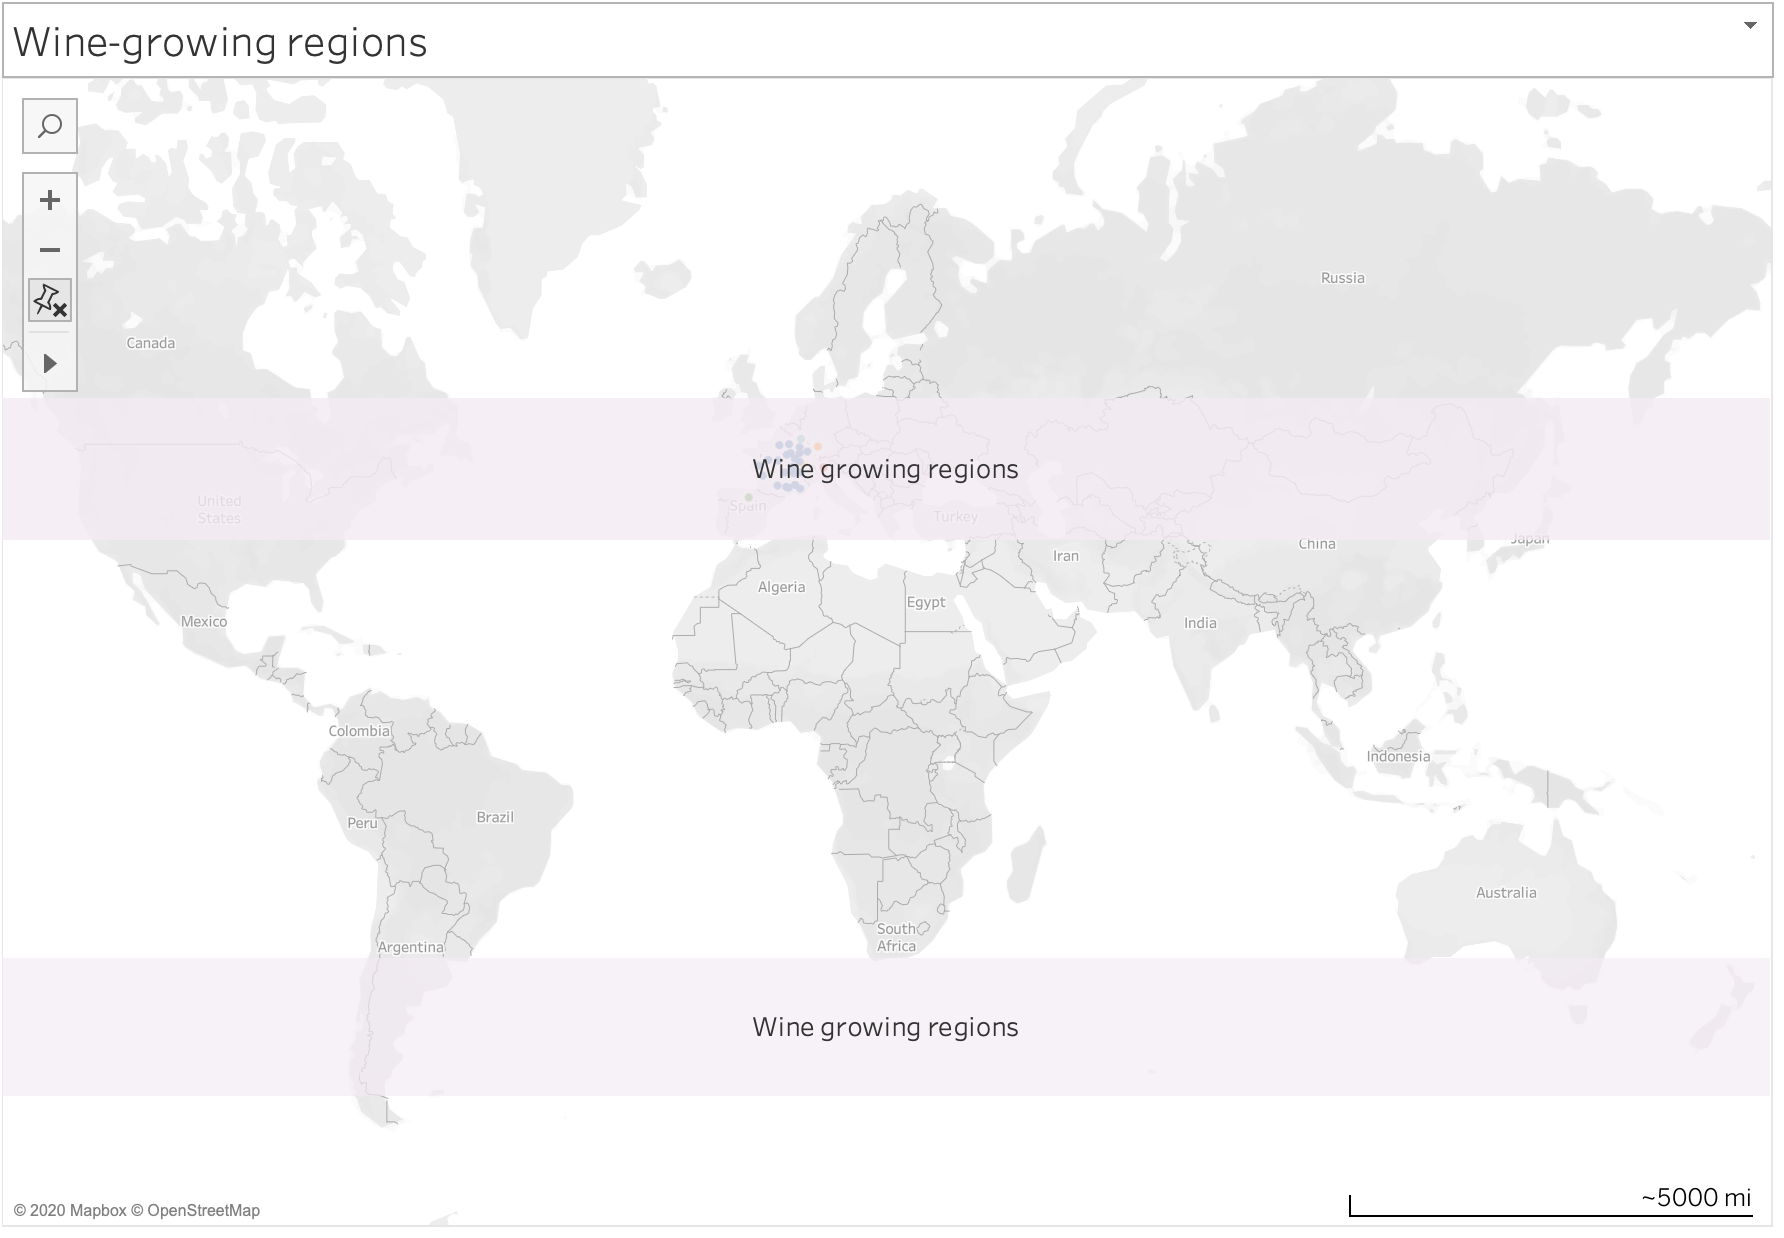 Wine-growing regions
Russia
Canada
Wine growing regions
United
States
Spain
Turkey
Japan
China
Iran
Algeria
Egypt
Mexico
India
Colombia
Indonesia
Peru
Brazil
Australia
South
Africa
Argentina
Wine growing regions
~5000 mi
© 2020 Mapbox © OpenStreetMap